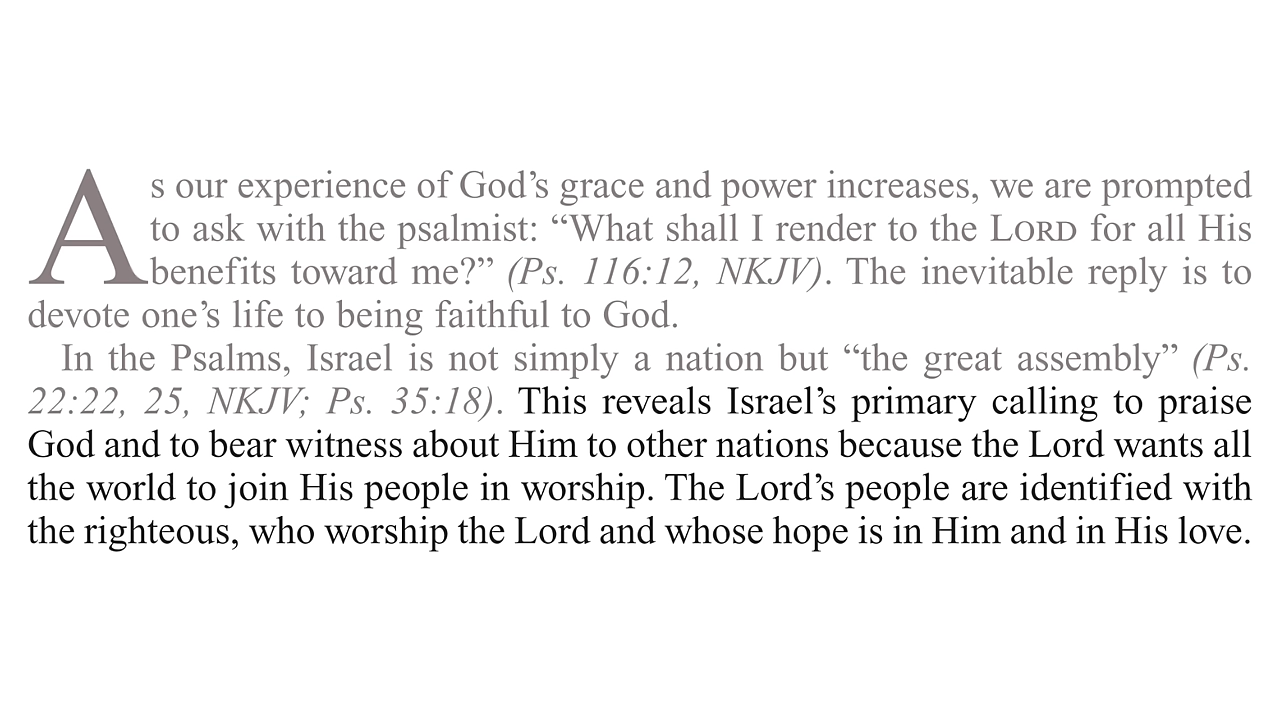 As our experience of God’s grace and power increases, we are prompted
to ask with the psalmist: “What shall I render to the LORD for all His
benefits toward me?” (Ps. 116:12, NKJV). The inevitable reply is to
devote one’s life to being faithful to God.
In the Psalms, Israel is not simply a nation but “the great assembly” (Ps.
22:22, 25, NKJV; Ps. 35:18). This reveals Israel’s primary calling to praise
God and to bear witness about Him to other nations because the Lord wants all
the world to join His people in worship. The Lord’s people are identified with
the righteous, who worship the Lord and whose hope is in Him and in His love.